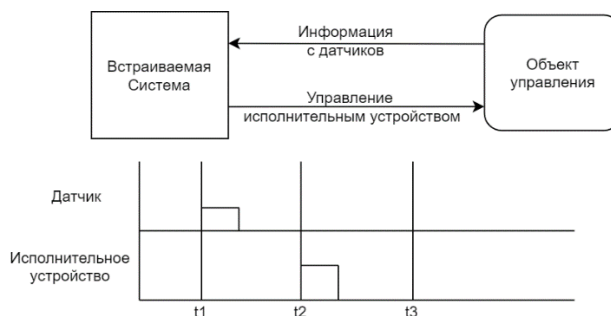 Встраиваемая
Система
Информация
с датчиков
Управление
исполнительным устройством
Объект
управления
Датчик
Исполнительное
устройство
t1
t2
t3